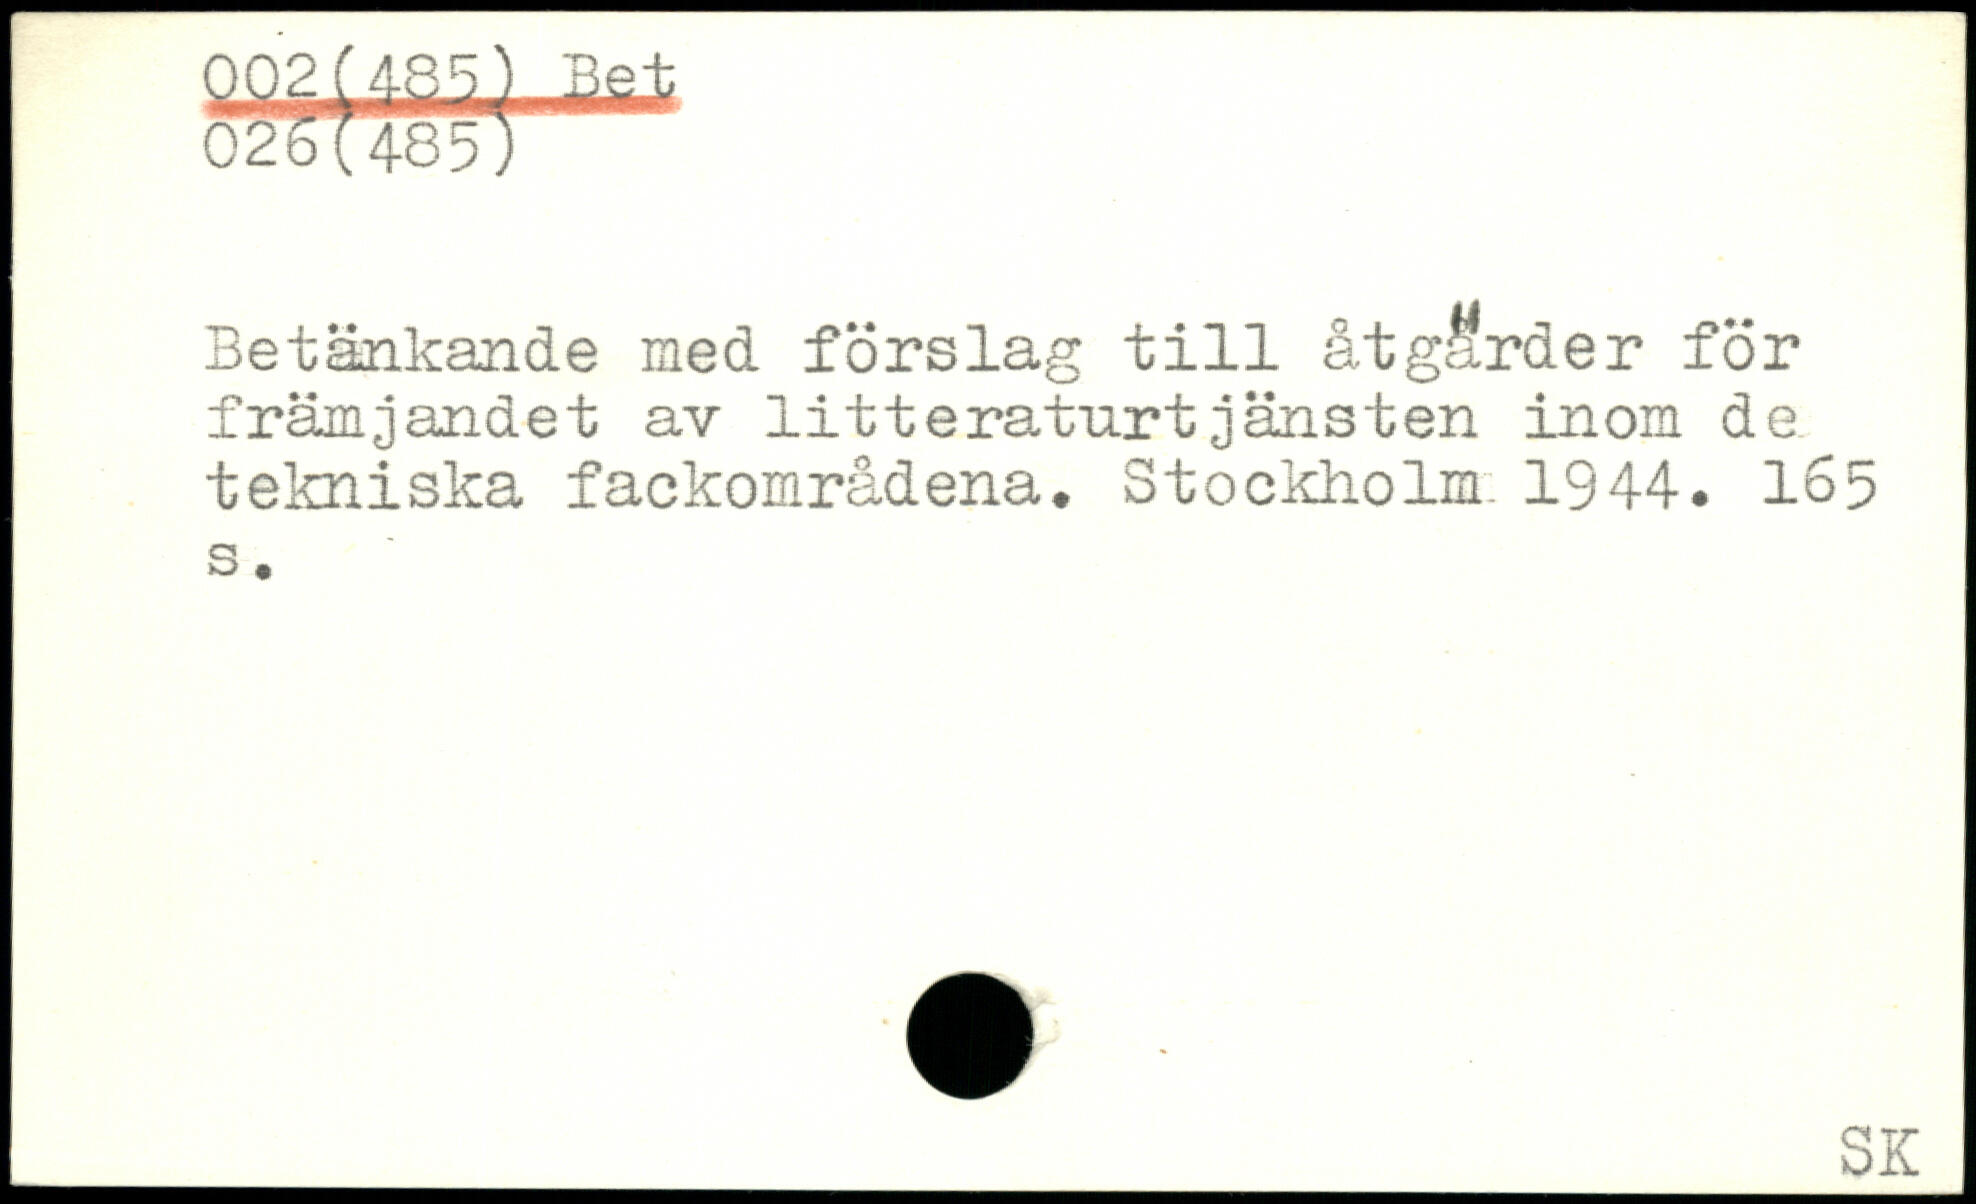 002(485) Bet
026(485)
Betänkande med förslag till åtgärder för
främjandet av litteraturtjänsten inom de
tekniska fackområdena. Stockholm 1944. 165
s.
SK